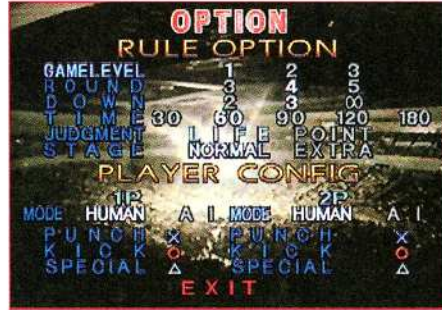 OPTION
RULE OPTION
GAMELEVEL 1 2 3
ROUND 3 4 5
DOWN 2 3 ∞
TIME 30 60 90 120 180
JUDGMENT LIFE POINT
STAGE NORMAL EXTRA
PLAYER CONFIG
1P 2P
MODE HUMAN A I MODE HUMAN A I
PUNCH × PUNCH ×
KICK ○ KICK ○
SPECIAL △ SPECIAL △
EXIT